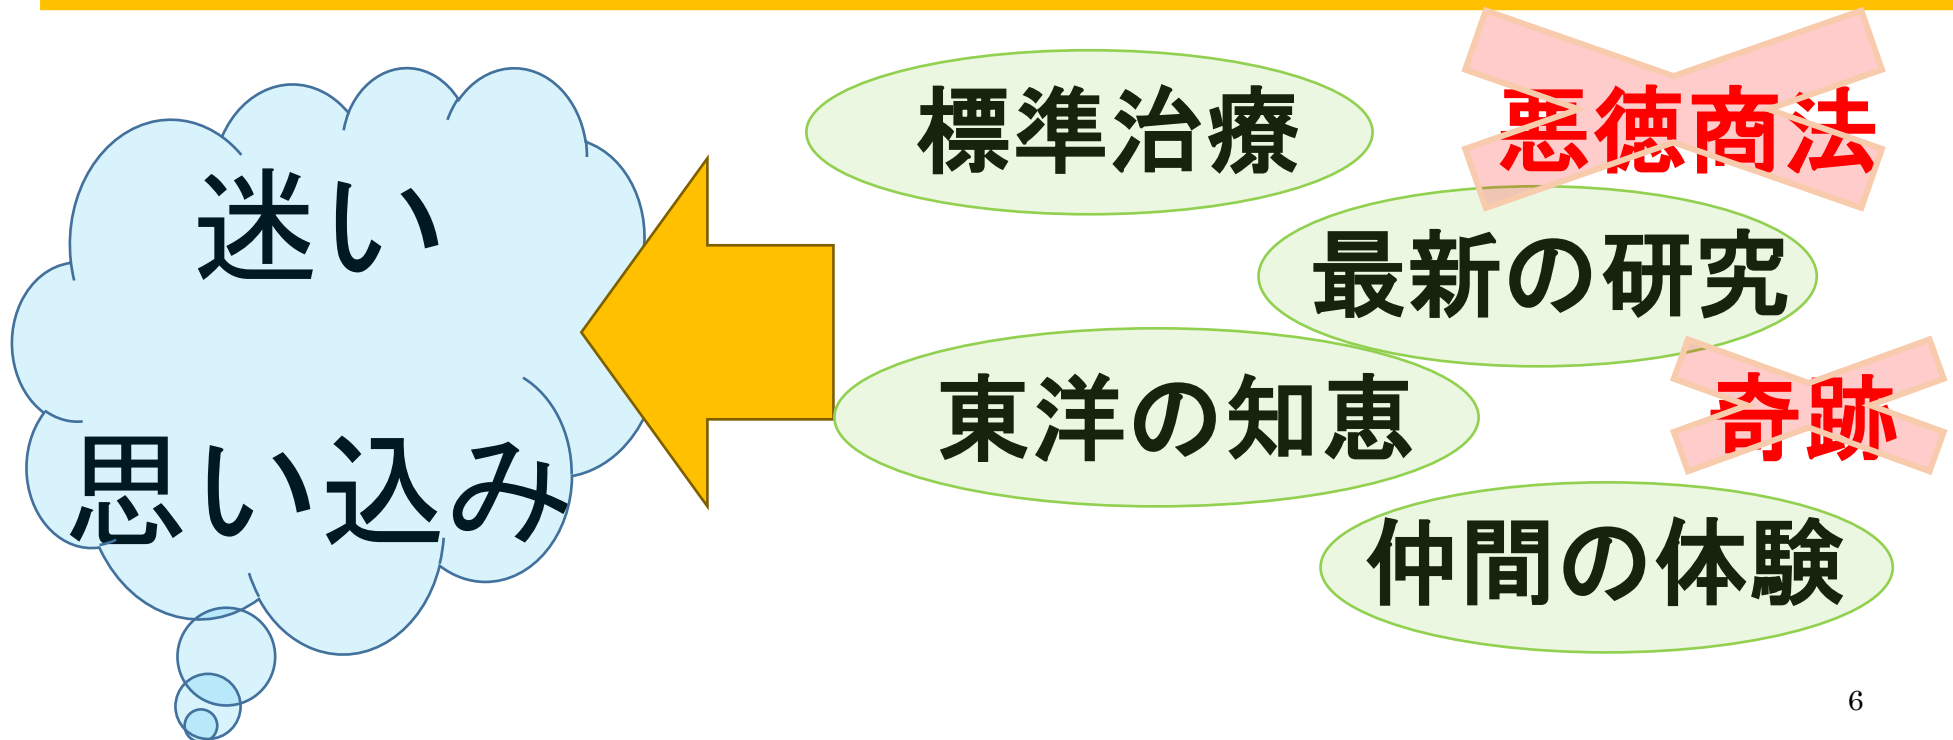 迷い
思い込み
標準治療
悪徳商法
最新の研究
東洋の知恵
奇跡
仲間の体験
6